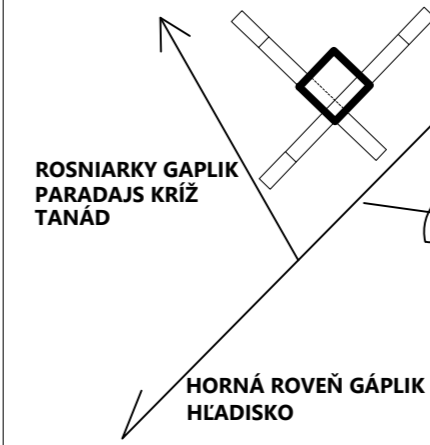 ROSNIARKY GAPLIK
PARADAJS KRÍŽ
TANÁD
HORNÁ ROVEŇ GÁPLIK
HĽADISKO